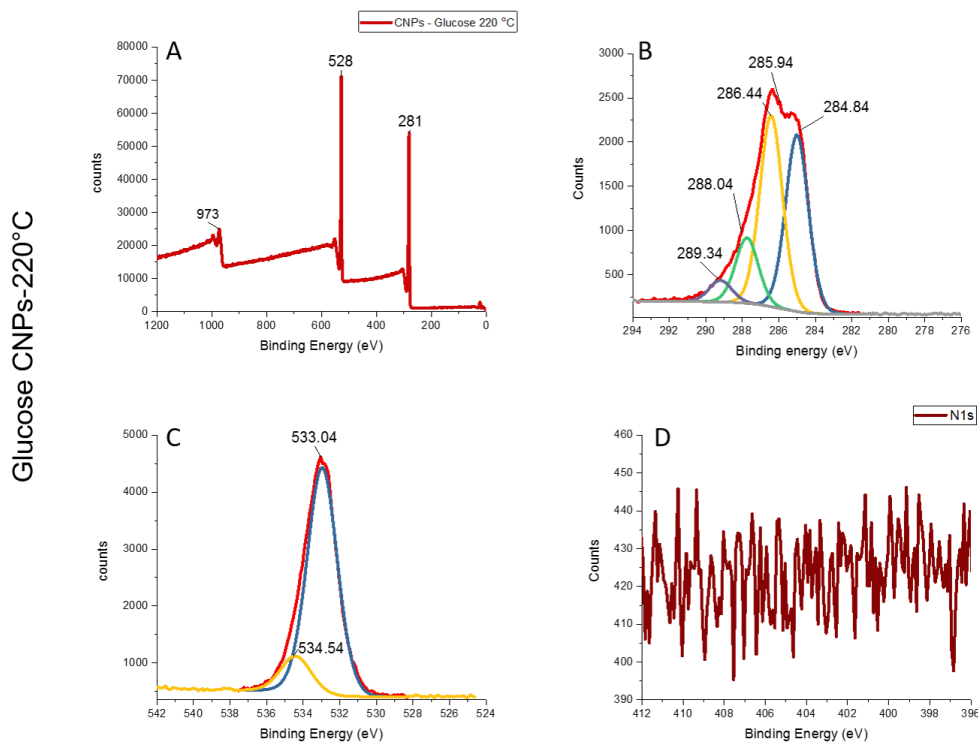 Glucose CNPs-220°C
CNPs - Glucose 220 °C
A
528
281
973
80000
70000
60000
50000
40000
30000
20000
10000
0
counts
1200 1000 800 600 400 200 0
Binding Energy (eV)
B
285.94
286.44
284.84
288.04
289.34
3000
2500
2000
1500
1000
500
Counts
294 292 290 288 286 284 282 280 278 276
Binding energy (eV)
C
533.04
534.54
5000
4000
3000
2000
1000
counts
542 540 538 536 534 532 530 528 526 524
Binding Energy (eV)
D
N1s
460
450
440
430
420
410
400
390
Counts
412 410 408 406 404 402 400 398 396
Binding Energy (eV)